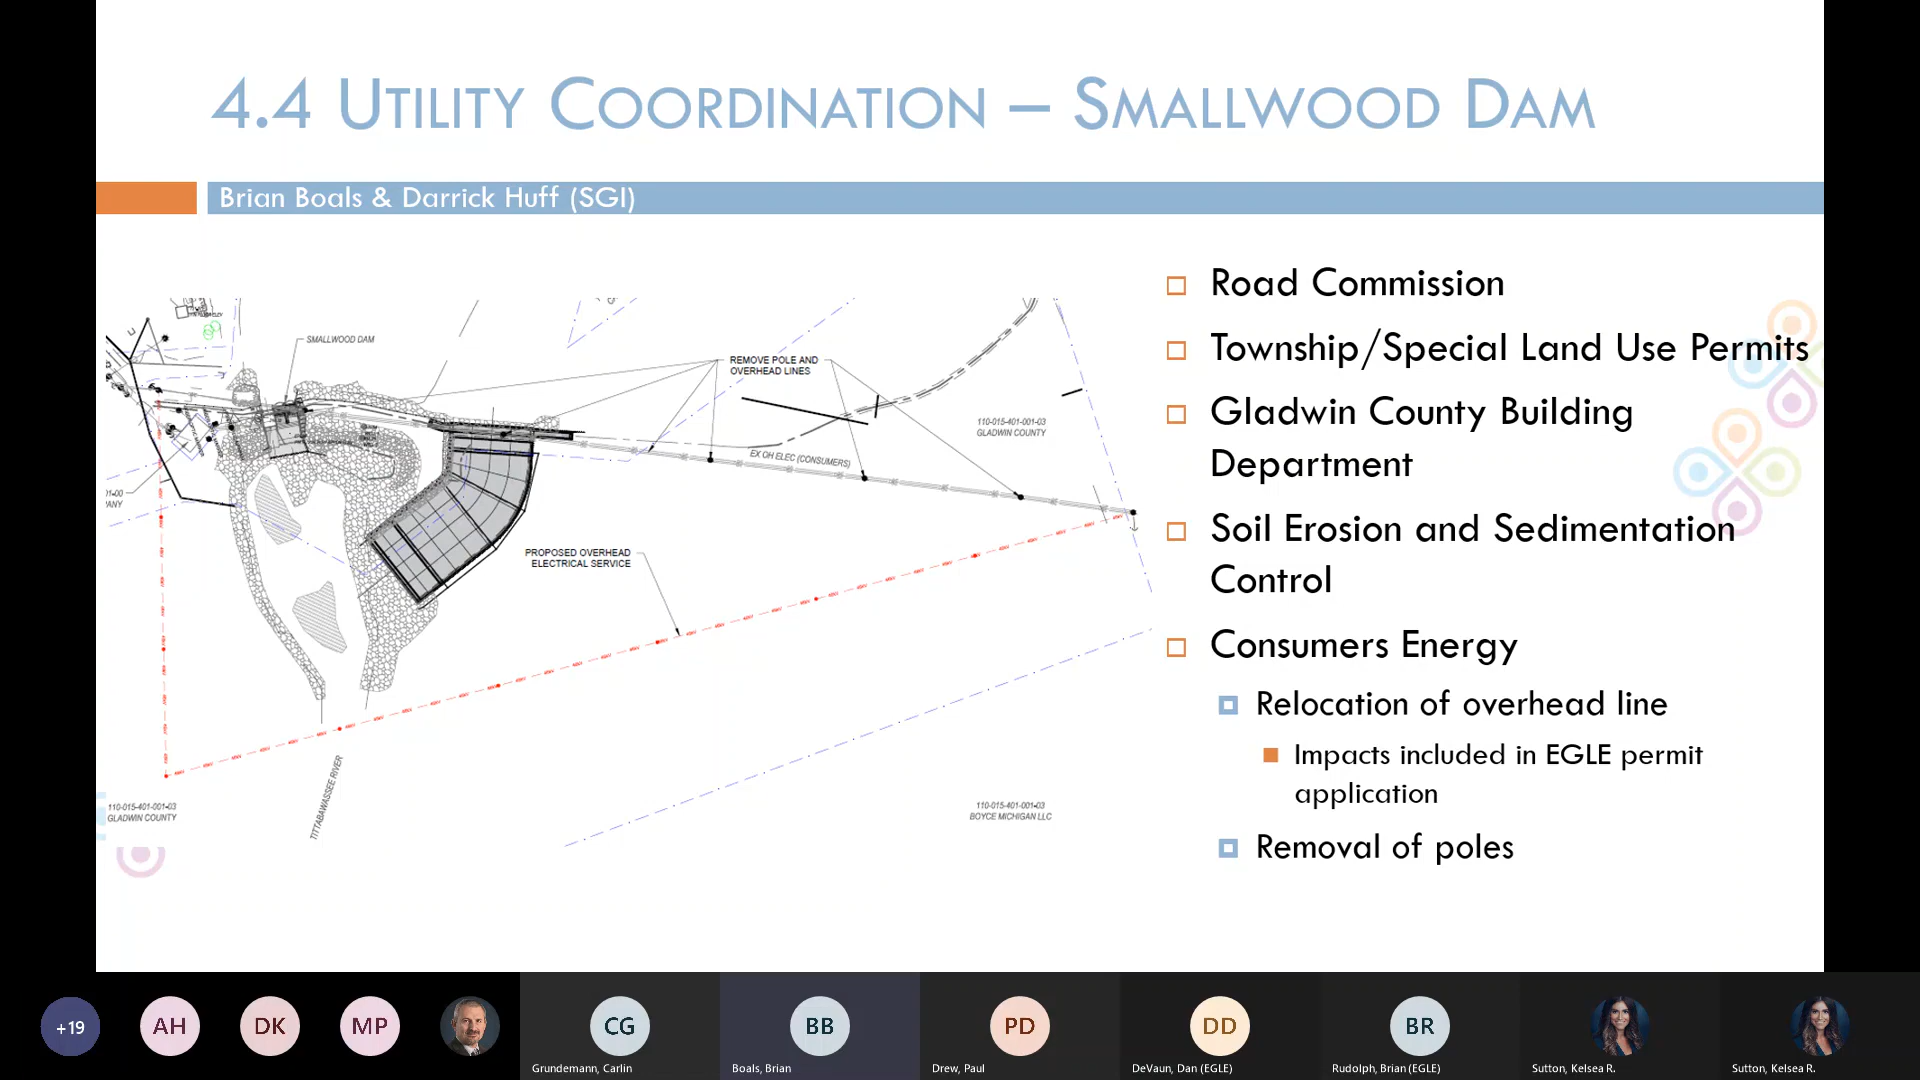 4.4 UTILITY COORDINATION – SMALLWOOD DAM
Brian Boals & Darrick Huff (SGI)
SMALLWOOD DAM
REMOVE POLE AND
OVERHEAD LINES
110-015-401-001-03
GLADWIN COUNTY
EX OH ELEC (CONSUMERS)
PROPOSED OVERHEAD
ELECTRICAL SERVICE
TITTABAWASSEE RIVER
110-015-401-001-03
GLADWIN COUNTY
110-015-401-001-03
BOYCE MICHIGAN LLC
Road Commission
Township/Special Land Use Permits
Gladwin County Building
Department
Soil Erosion and Sedimentation
Control
Consumers Energy
Relocation of overhead line
Impacts included in EGLE permit
application
Removal of poles
+19
AH
DK
MP
CG
Grundemann, Carlin
BB
Boals, Brian
PD
Drew, Paul
DD
DeVaun, Dan (EGLE)
BR
Rudolph, Brian (EGLE)
Sutton, Kelsea R.
Sutton, Kelsea R.